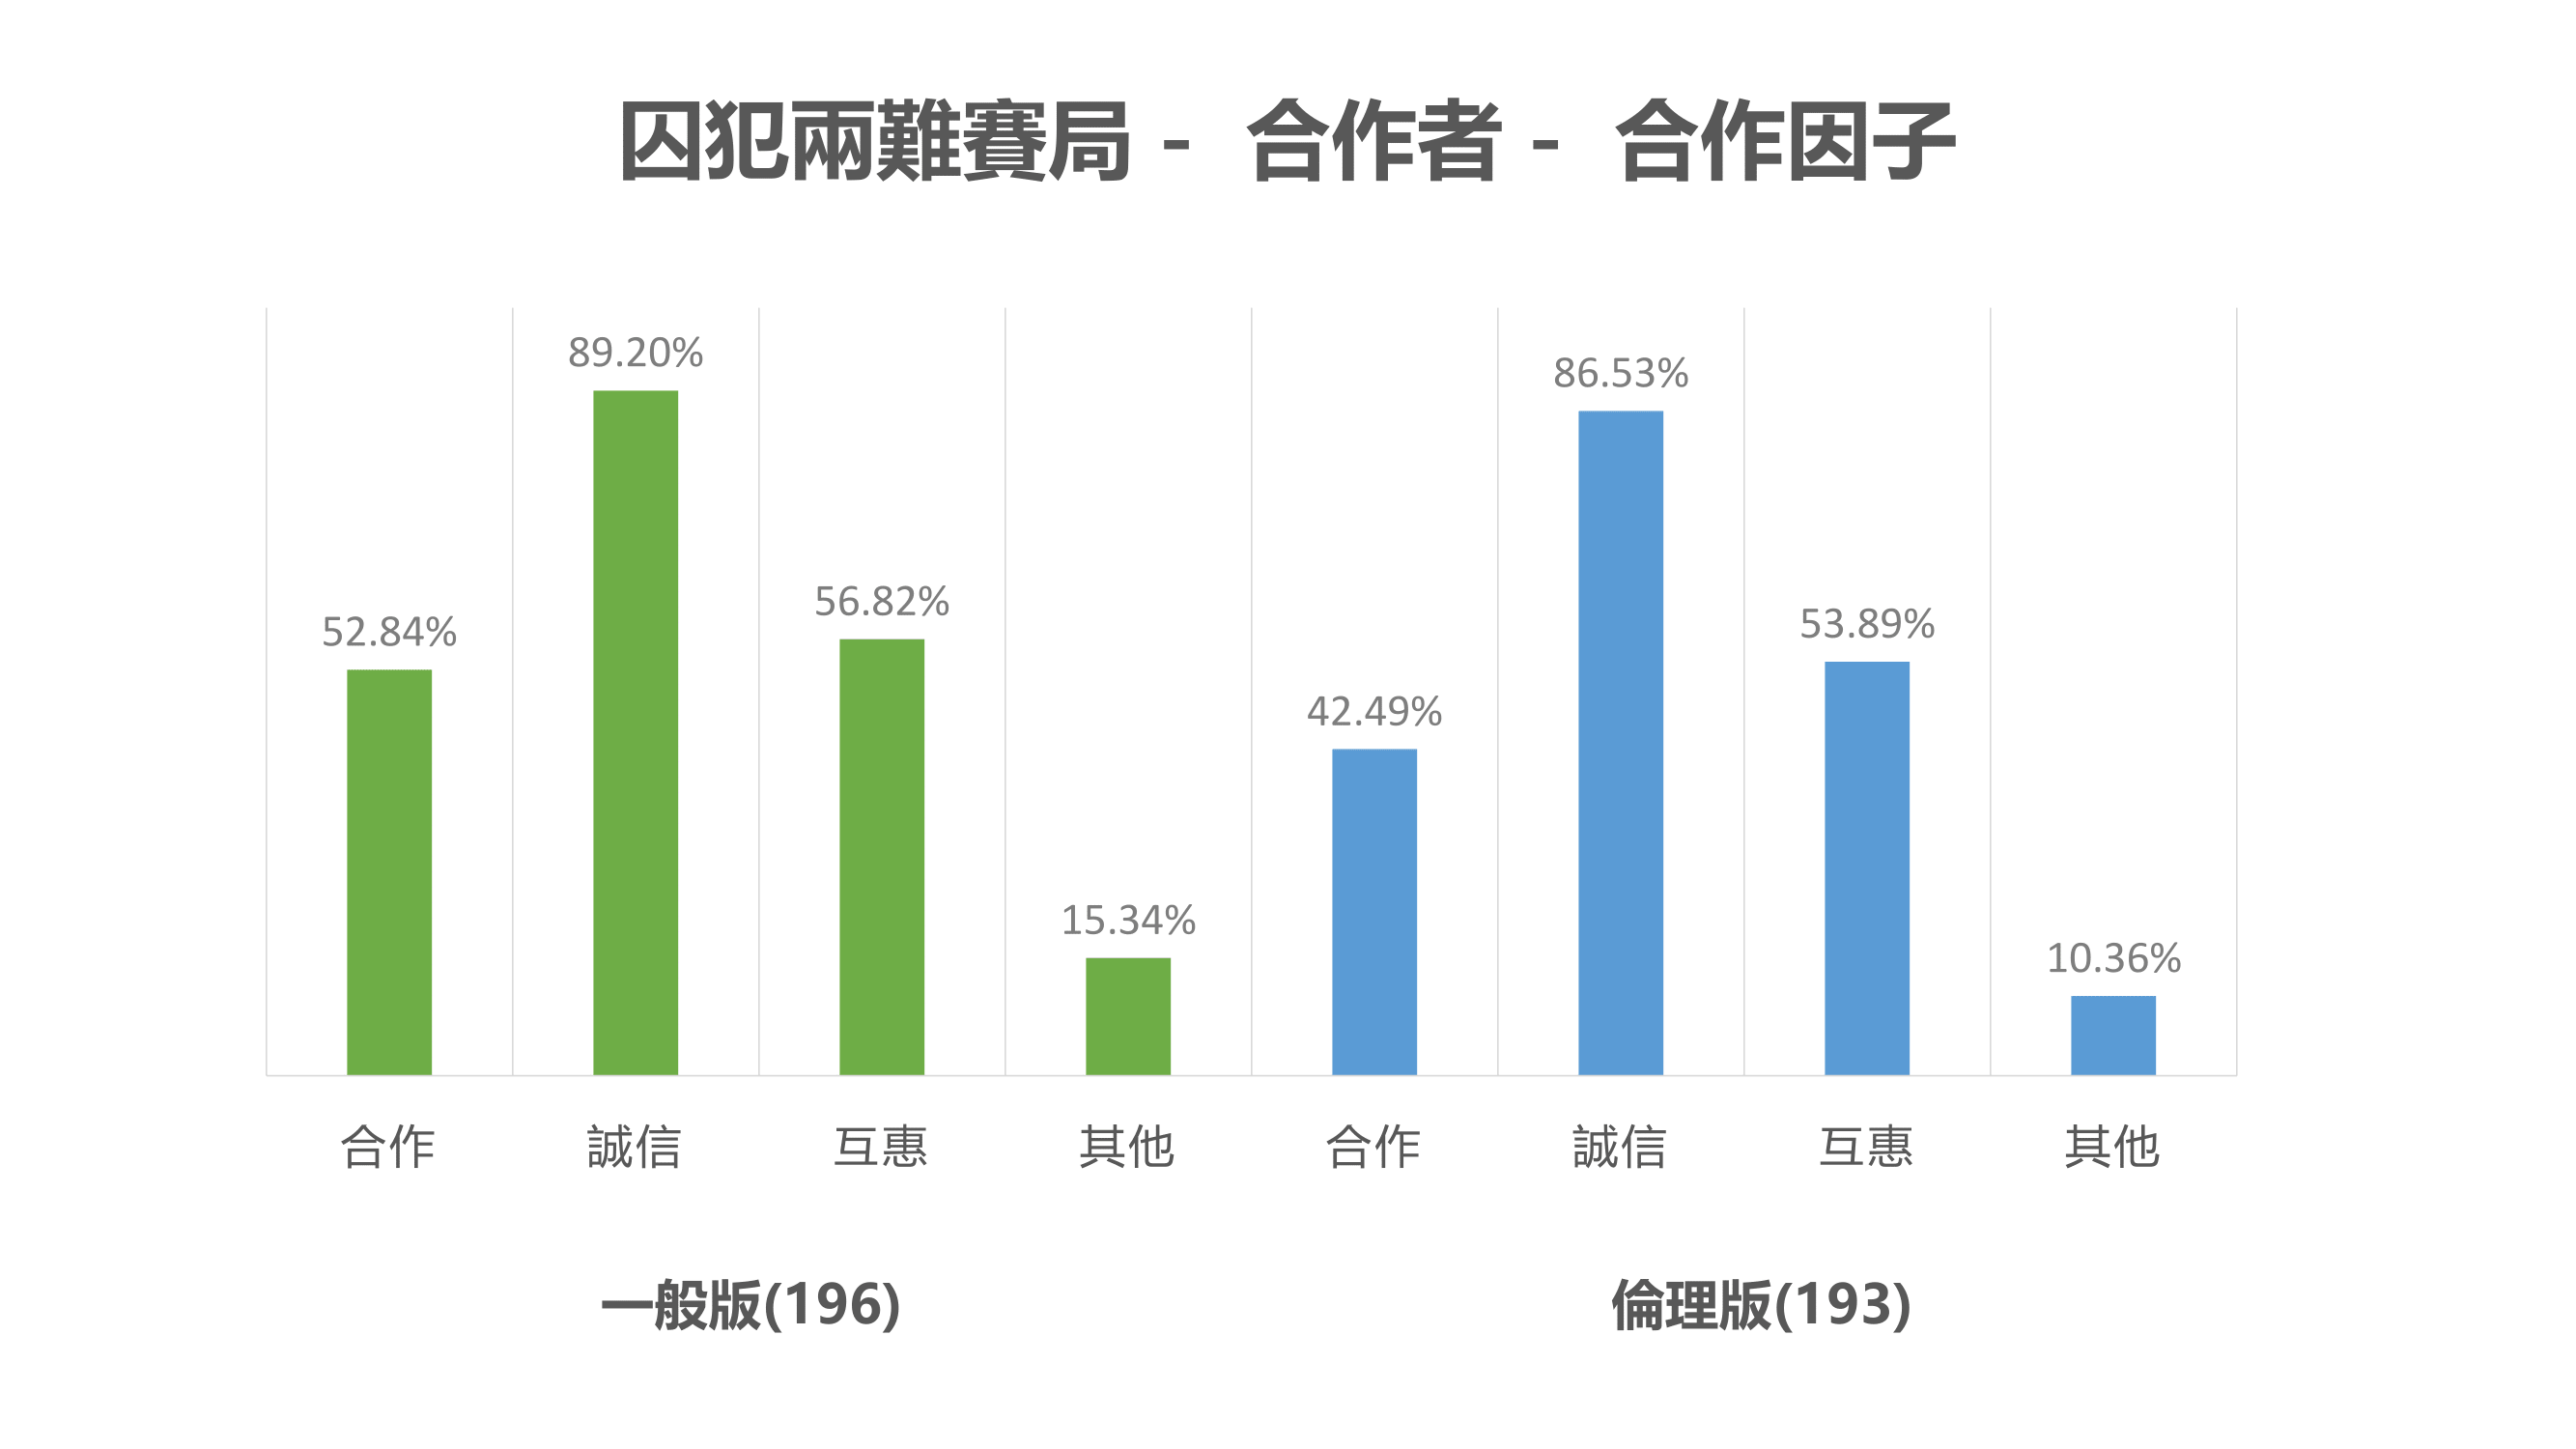 囚犯兩難賽局 - 合作者 - 合作因子
89.20%
86.53%
56.82%
53.89%
52.84%
42.49%
15.34%
10.36%
合作 誠信 互惠 其他 合作 誠信 互惠 其他
一般版(196) 倫理版(193)